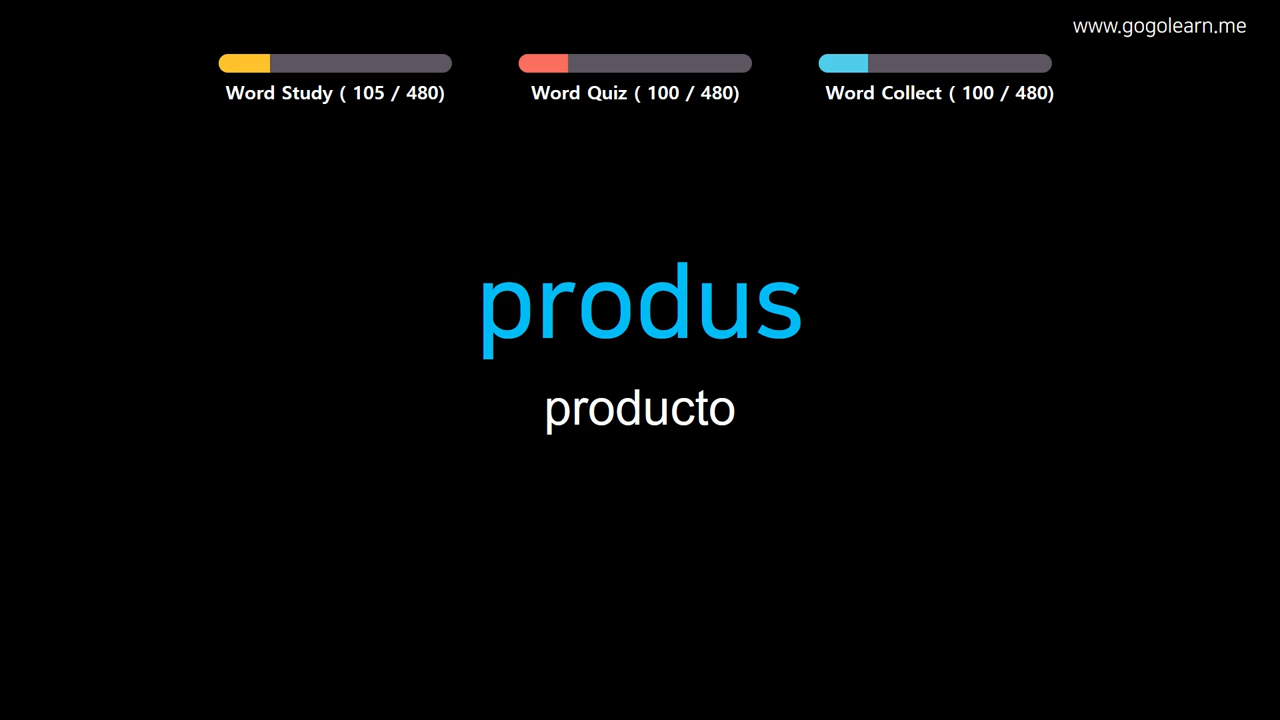 www.gogolearn.me
Word Study ( 105 / 480)
Word Quiz ( 100 / 480)
Word Collect ( 100 / 480)
produs
producto